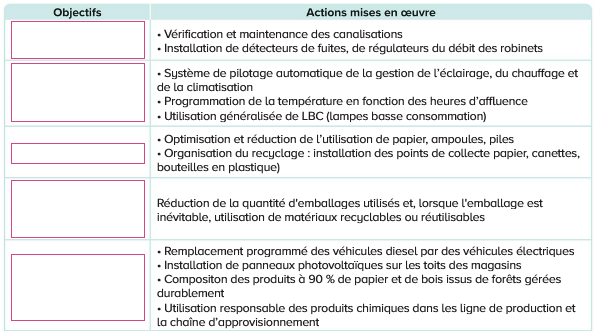 Objectifs
Actions mises en œuvre
• Vérification et maintenance des canalisations
• Installation de détecteurs de fuites, de régulateurs du débit des robinets
• Système de pilotage automatique de la gestion de l'éclairage, du chauffage et
de la climatisation
• Programmation de la température en fonction des heures d'affluence
• Utilisation généralisée de LBC (lampes basse consommation)
• Optimisation et réduction de l'utilisation de papier, ampoules, piles
• Organisation du recyclage : installation des points de collecte papier, canettes,
bouteilles en plastique)
Réduction de la quantité d'emballages utilisés et, lorsque l'emballage est
inévitable, utilisation de matériaux recyclables ou réutilisables
• Remplacement programmé des véhicules diesel par des véhicules électriques
• Installation de panneaux photovoltaïques sur les toits des magasins
• Compositon des produits à 90 % de papier et de bois issus de forêts gérées
durablement
• Utilisation responsable des produits chimiques dans les ligne de production et
la chaîne d'approvisionnement